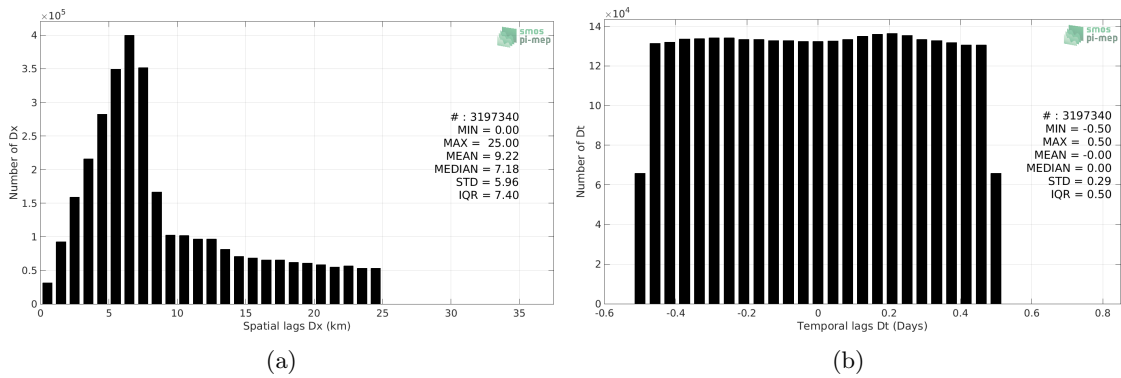 ×10⁵
4
3.5
3
2.5
2
1.5
1
0.5
0
0 5 10 15 20 25 30 35
Number of Dx
Spatial lags Dx (km)
smos
pi-mep
# : 3197340
MIN = 0.00
MAX = 25.00
MEAN = 9.22
MEDIAN = 7.18
STD = 5.96
IQR = 7.40
(a)
×10⁴
14
12
10
8
6
4
2
0
-0.6 -0.4 -0.2 0 0.2 0.4 0.6 0.8
Number of Dt
Temporal lags Dt (Days)
smos
pi-mep
# : 3197340
MIN = -0.50
MAX = 0.50
MEAN = -0.00
MEDIAN = 0.00
STD = 0.29
IQR = 0.50
(b)